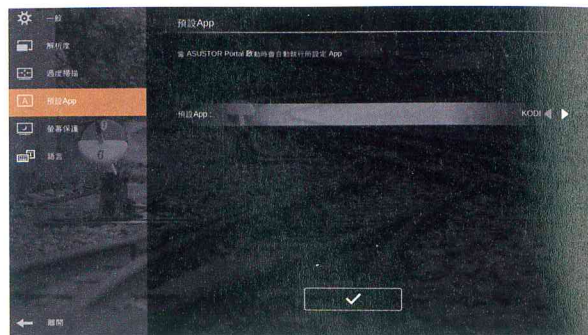 一般
解析度
過度掃描
預設App
螢幕保護
語言
離開
預設App
當 ASUSTOR Portal 啟動時會自動執行所設定 App
預設App :
KODI